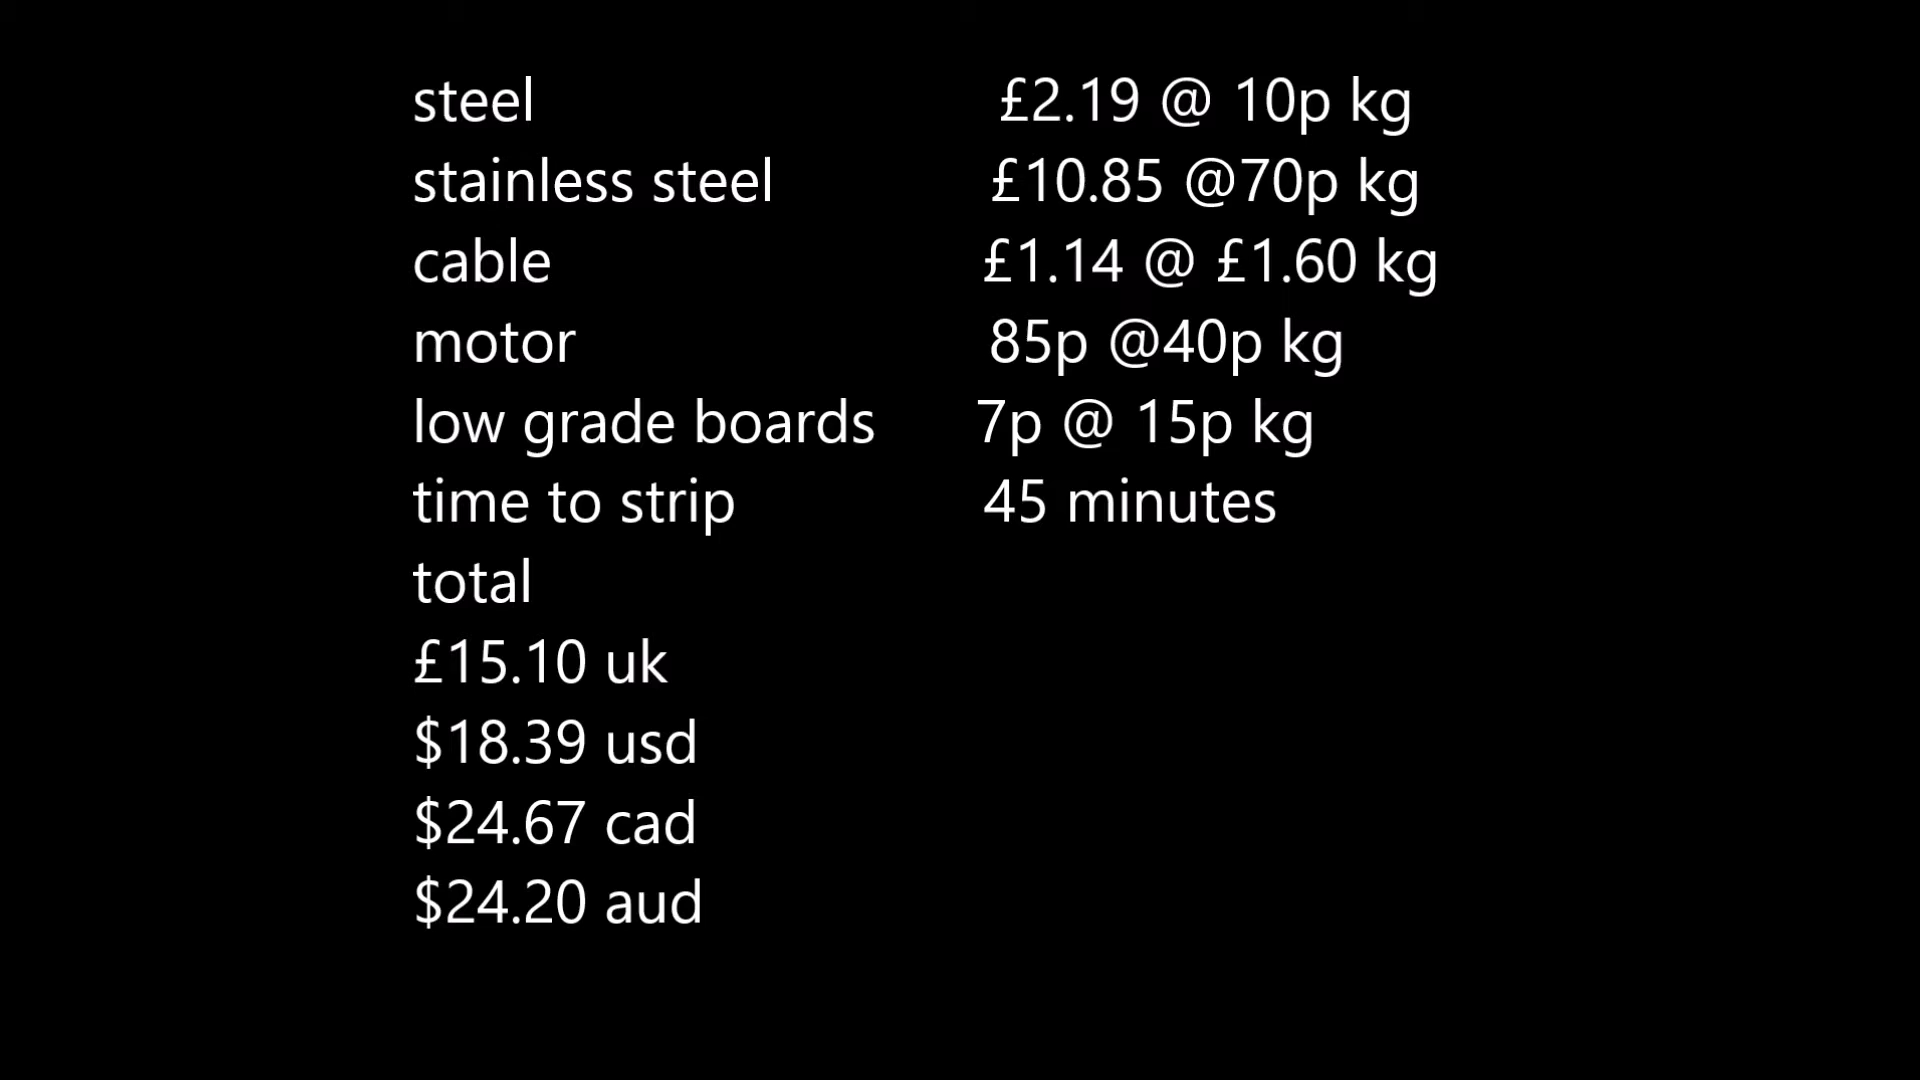 steel £2.19 @ 10p kg
stainless steel £10.85 @70p kg
cable £1.14 @ £1.60 kg
motor 85p @40p kg
low grade boards 7p @ 15p kg
time to strip 45 minutes
total
£15.10 uk
$18.39 usd
$24.67 cad
$24.20 aud